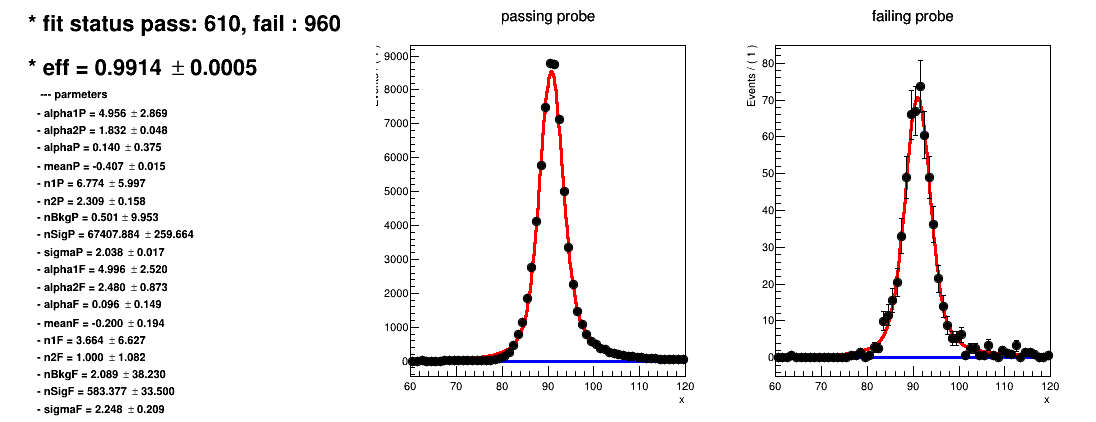 * fit status pass: 610, fail : 960
* eff = 0.9914 ± 0.0005
--- parmeters
- alpha1P = 4.956 ± 2.869
- alpha2P = 1.832 ± 0.048
- alphaP = 0.140 ± 0.375
- meanP = -0.407 ± 0.015
- n1P = 6.774 ± 5.997
- n2P = 2.309 ± 0.158
- nBkgP = 0.501 ± 9.953
- nSigP = 67407.884 ± 259.664
- sigmaP = 2.038 ± 0.017
- alpha1F = 4.996 ± 2.520
- alpha2F = 2.480 ± 0.873
- alphaF = 0.096 ± 0.149
- meanF = -0.200 ± 0.194
- n1F = 3.664 ± 6.627
- n2F = 1.000 ± 1.082
- nBkgF = 2.089 ± 38.230
- nSigF = 583.377 ± 33.500
- sigmaF = 2.248 ± 0.209
passing probe
9000
8000
7000
6000
5000
4000
3000
2000
1000
0
60 70 80 90 100 110 120
x
failing probe
Events / ( 1 )
80
70
60
50
40
30
20
10
0
60 70 80 90 100 110 120
x